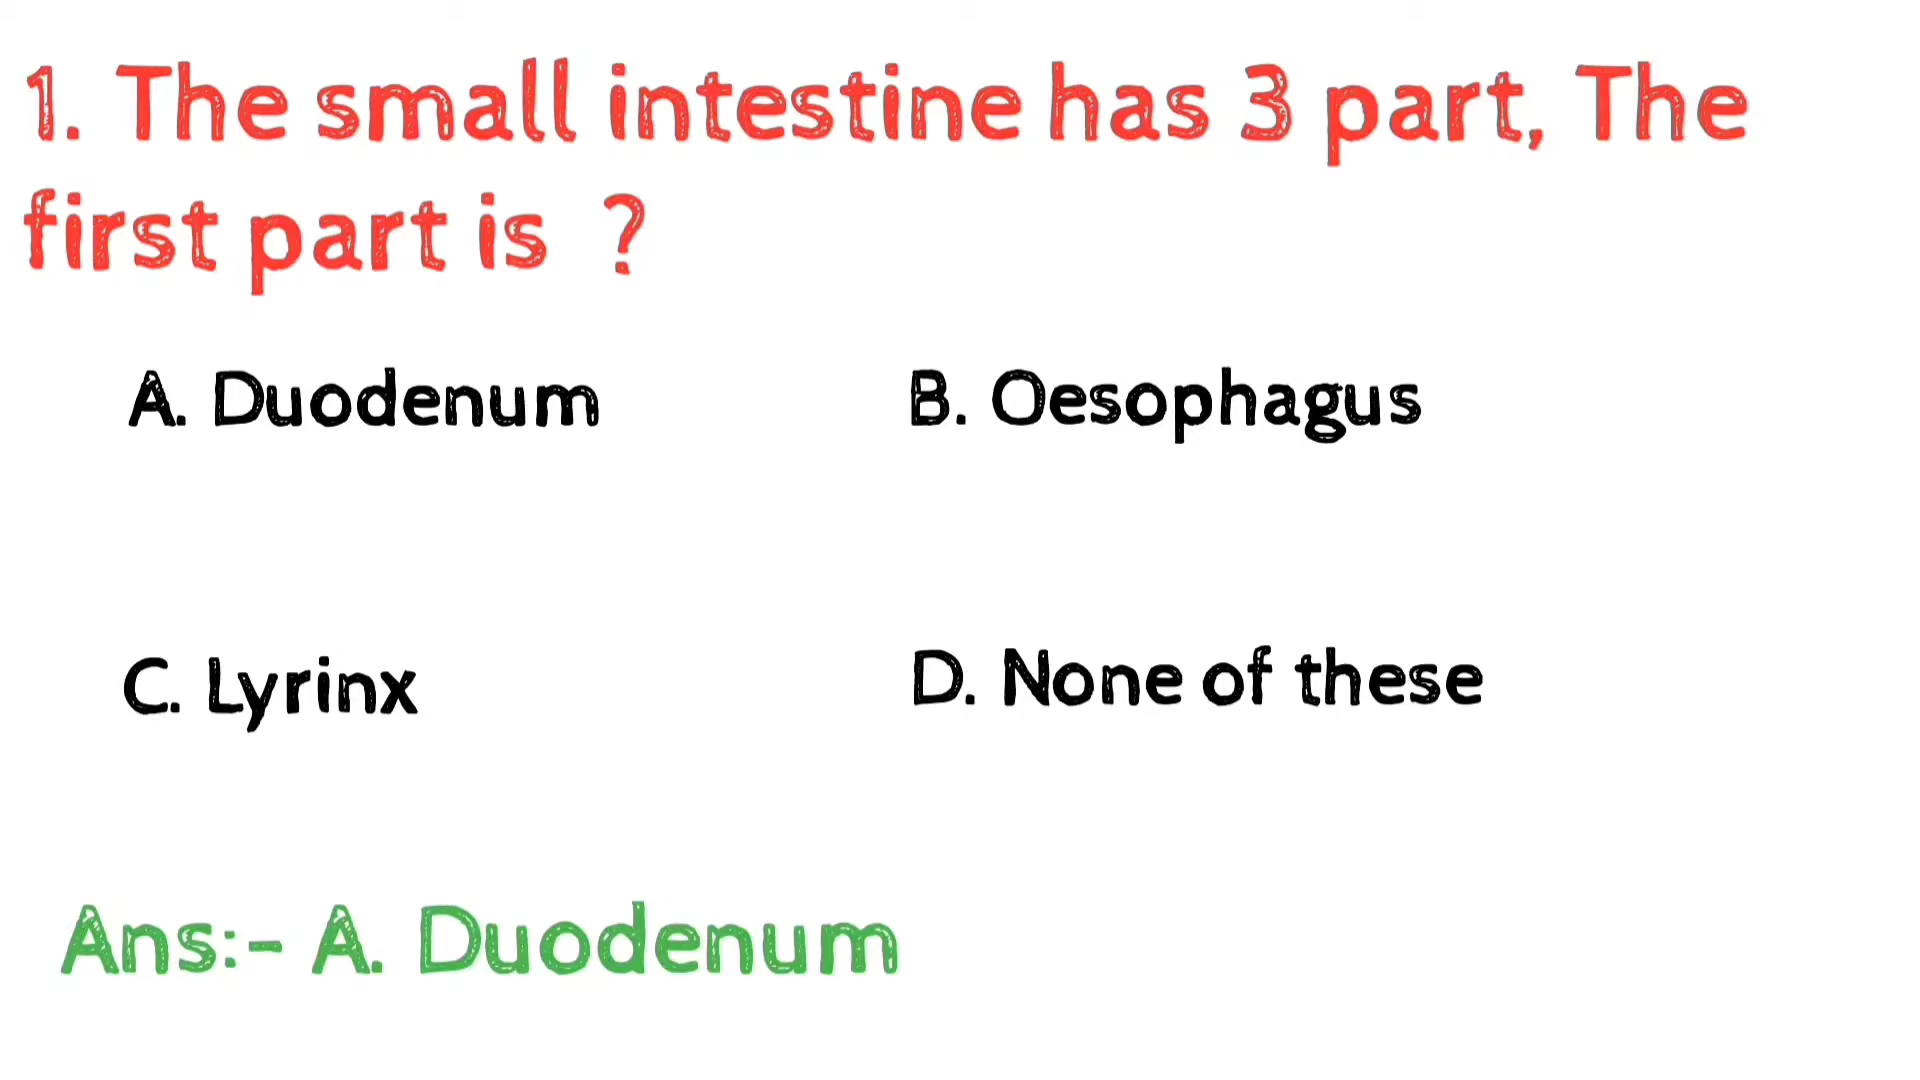 1. The small intestine has 3 part, The
first part is ?
A. Duodenum
B. Oesophagus
C. Lyrinx
D. None of these
Ans:- A. Duodenum